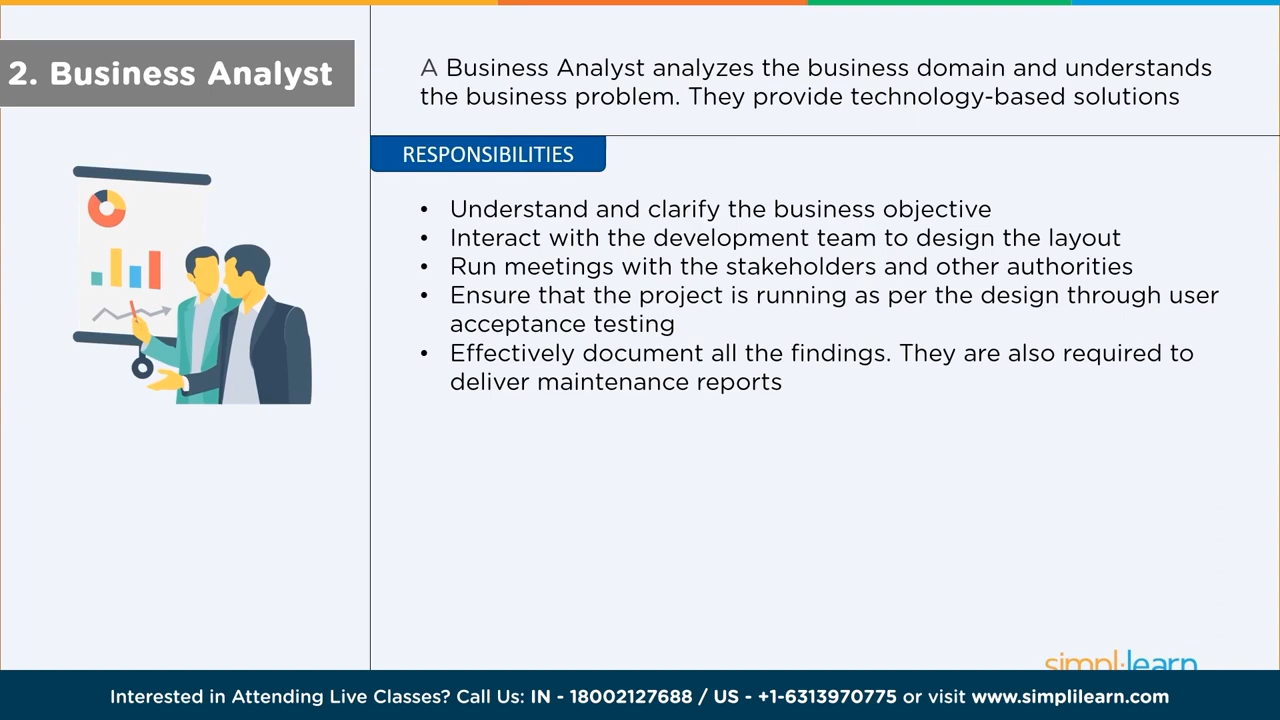 2. Business Analyst
A Business Analyst analyzes the business domain and understands
the business problem. They provide technology-based solutions
RESPONSIBILITIES
• Understand and clarify the business objective
• Interact with the development team to design the layout
• Run meetings with the stakeholders and other authorities
• Ensure that the project is running as per the design through user
acceptance testing
• Effectively document all the findings. They are also required to
deliver maintenance reports
simpl·learn
Interested in Attending Live Classes? Call Us: IN - 18002127688 / US - +1-6313970775 or visit www.simplilearn.com